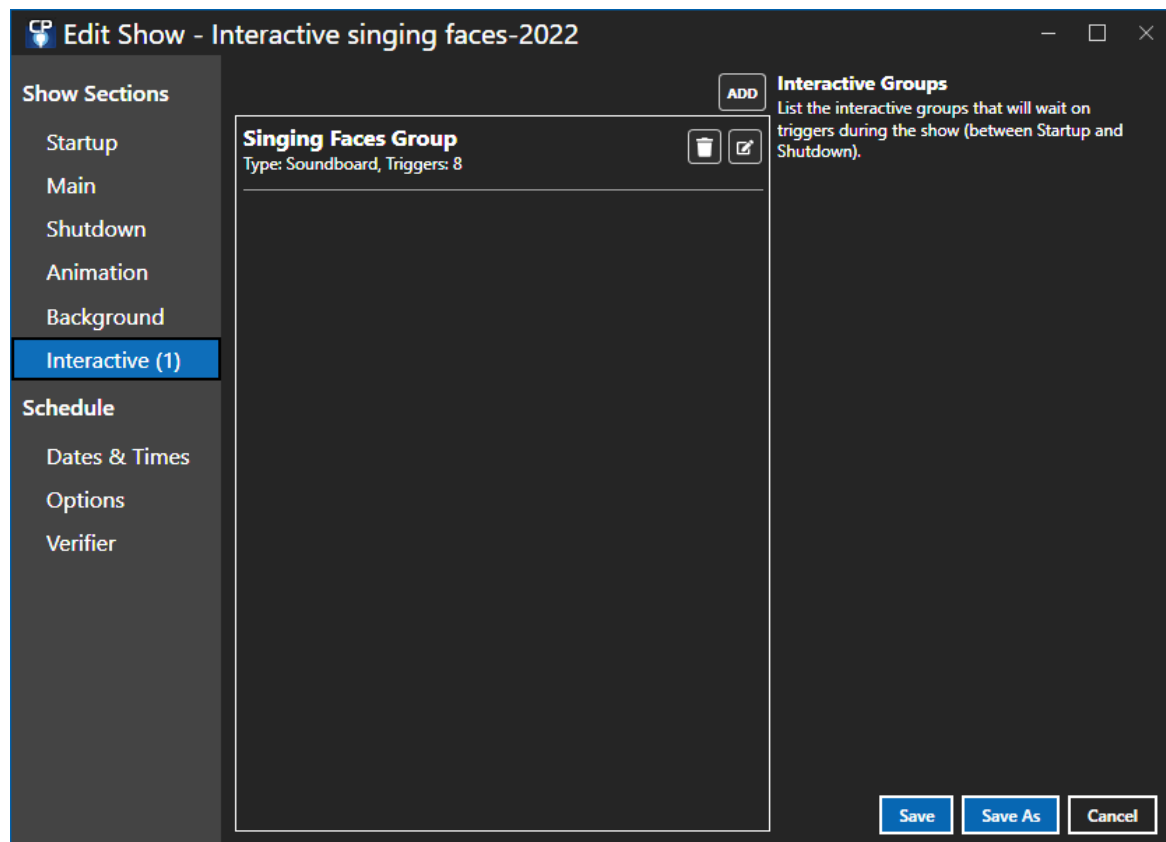 CP Edit Show - Interactive singing faces-2022
Show Sections
Startup
Main
Shutdown
Animation
Background
Interactive (1)
Schedule
Dates & Times
Options
Verifier
ADD
Singing Faces Group
Type: Soundboard, Triggers: 8
Interactive Groups
List the interactive groups that will wait on
triggers during the show (between Startup and
Shutdown).
Save
Save As
Cancel